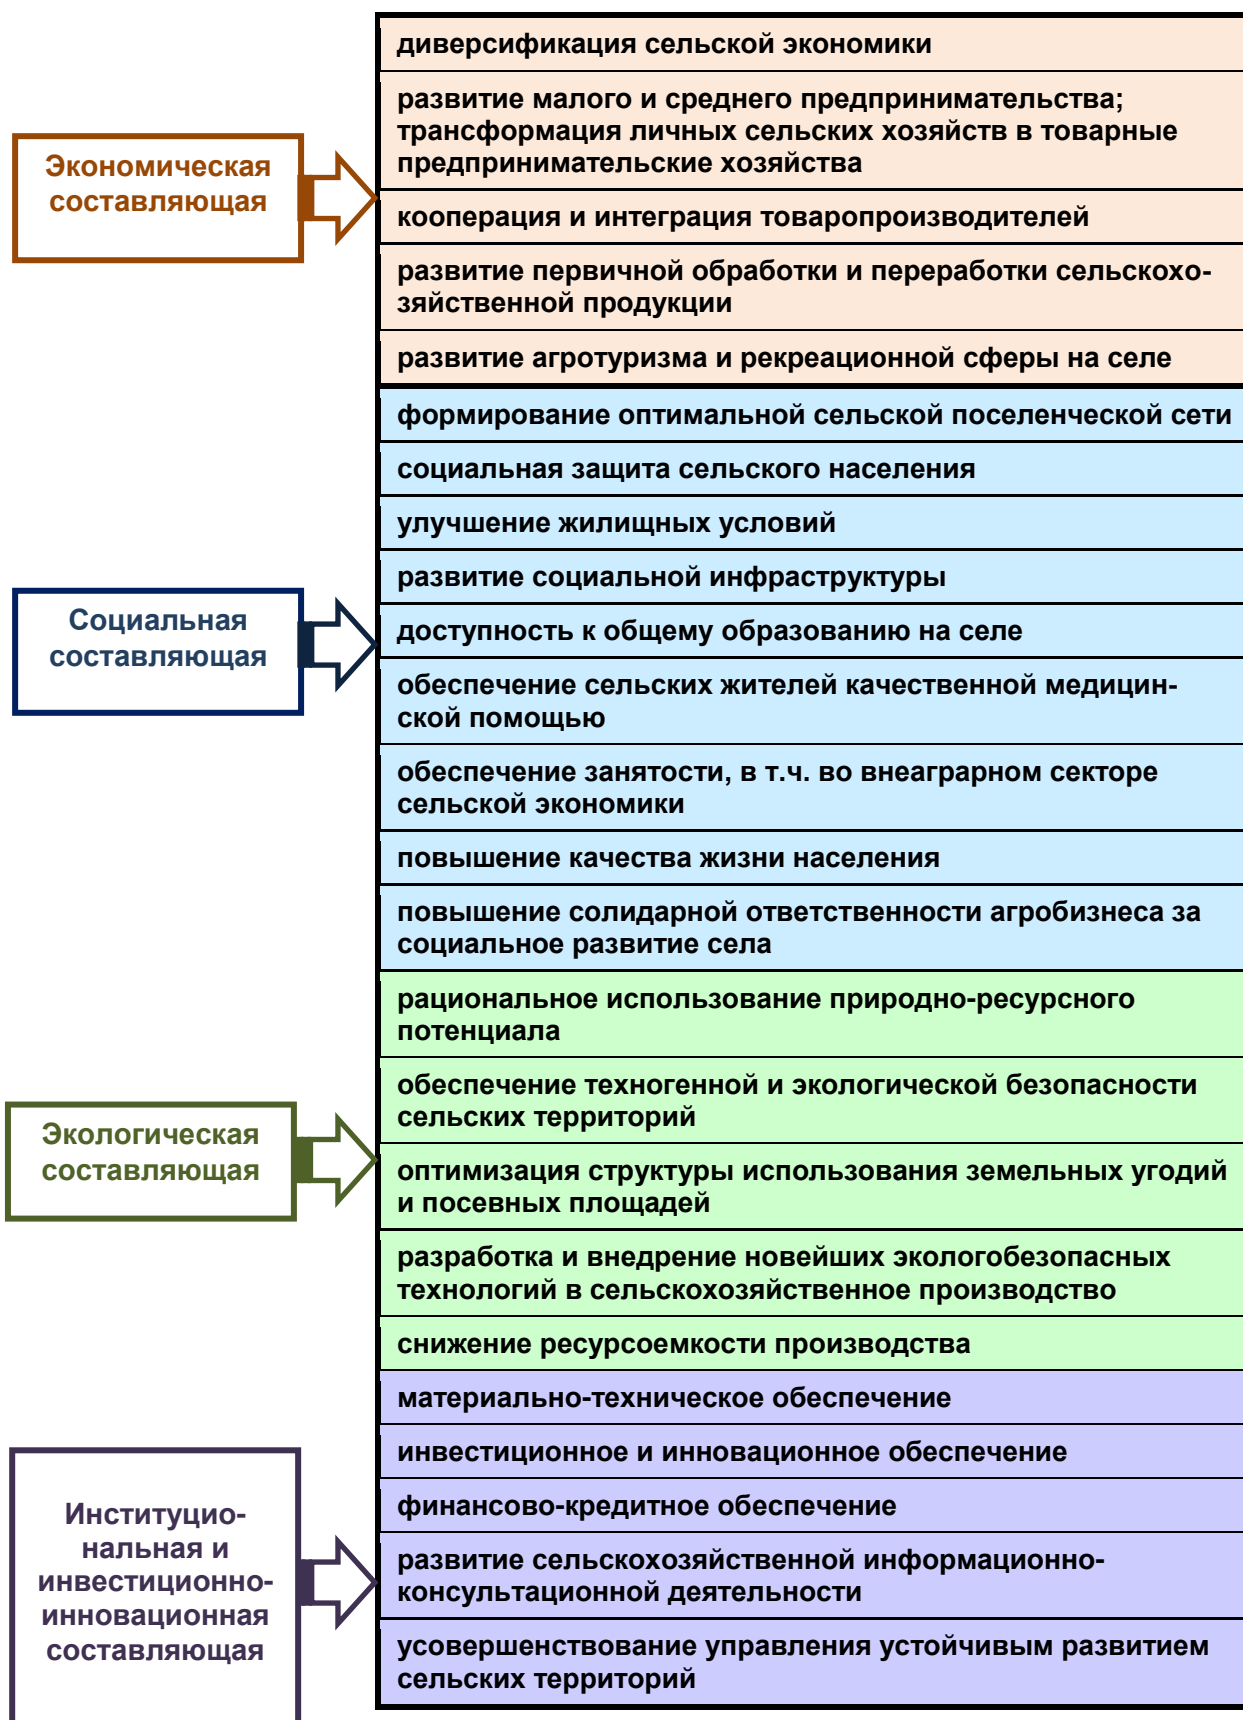 Экономическая
составляющая
диверсификация сельской экономики
развитие малого и среднего предпринимательства;
трансформация личных сельских хозяйств в товарные
предпринимательские хозяйства
кооперация и интеграция товаропроизводителей
развитие первичной обработки и переработки сельскохо-
зяйственной продукции
развитие агротуризма и рекреационной сферы на селе
Социальная
составляющая
формирование оптимальной сельской поселенческой сети
социальная защита сельского населения
улучшение жилищных условий
развитие социальной инфраструктуры
доступность к общему образованию на селе
обеспечение сельских жителей качественной медицин-
ской помощью
обеспечение занятости, в т.ч. во внеаграрном секторе
сельской экономики
повышение качества жизни населения
повышение солидарной ответственности агробизнеса за
социальное развитие села
Экологическая
составляющая
рациональное использование природно-ресурсного
потенциала
обеспечение техногенной и экологической безопасности
сельских территорий
оптимизация структуры использования земельных угодий
и посевных площадей
разработка и внедрение новейших экологобезопасных
технологий в сельскохозяйственное производство
снижение ресурсоемкости производства
Институцио-
нальная и
инвестиционно-
инновационная
составляющая
материально-техническое обеспечение
инвестиционное и инновационное обеспечение
финансово-кредитное обеспечение
развитие сельскохозяйственной информационно-
консультационной деятельности
усовершенствование управления устойчивым развитием
сельских территорий